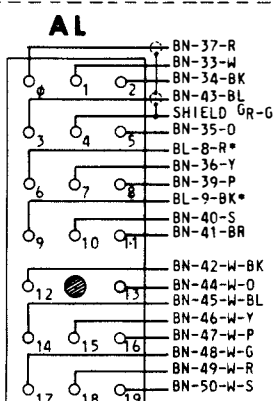 AL
BN-37-R
BN-33-W
BN-34-BK
BN-43-BL
SHIELD GR-G
BN-35-O
BL-8-R*
BN-36-Y
BN-39-P
BL-9-BK*
BN-40-S
BN-41-BR
BN-42-W-BK
BN-44-W-O
BN-45-W-BL
BN-46-W-Y
BN-47-W-P
BN-48-W-G
BN-49-W-R
BN-50-W-S
0 1 2
3 4 5
6 7 8
9 10 11
12 13
14 15 16
17 18 19